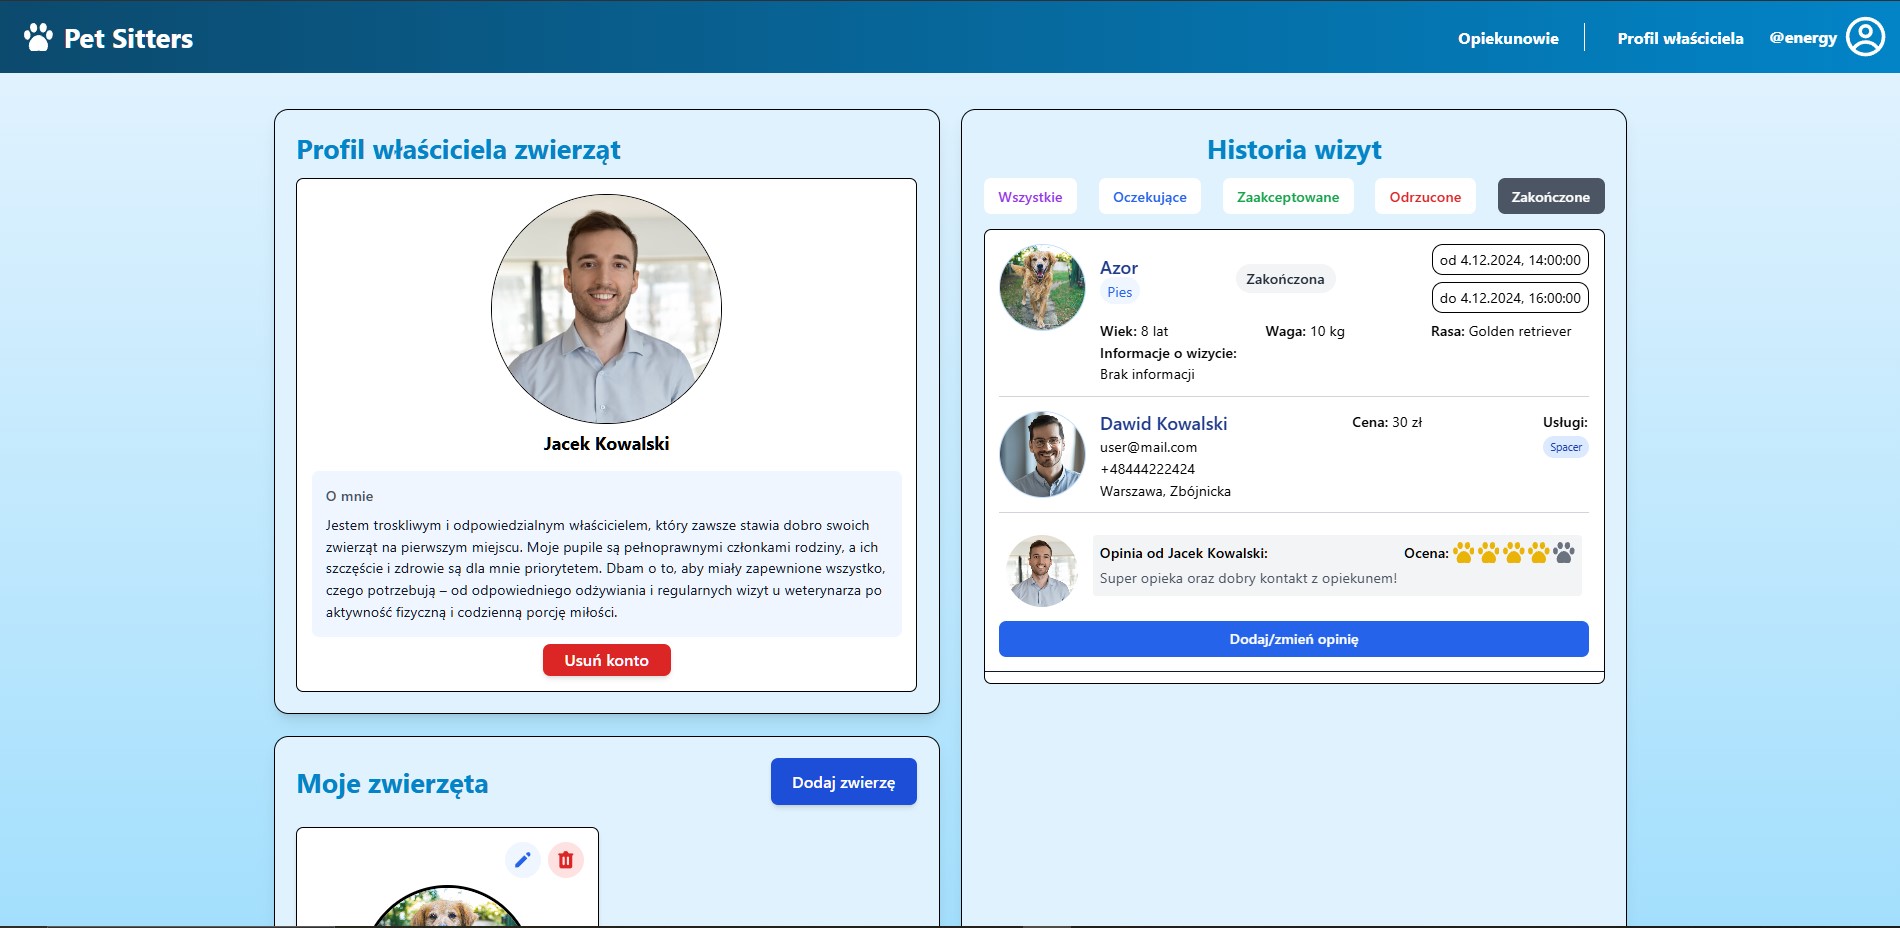 Pet Sitters
Opiekunowie
Profil właściciela
@energy
Profil właściciela zwierząt
Jacek Kowalski
O mnie
Jestem troskliwym i odpowiedzialnym właścicielem, który zawsze stawia dobro swoich
zwierząt na pierwszym miejscu. Moje pupile są pełnoprawnymi członkami rodziny, a ich
szczęście i zdrowie są dla mnie priorytetem. Dbam o to, aby miały zapewnione wszystko,
czego potrzebują – od odpowiedniego odżywiania i regularnych wizyt u weterynarza po
aktywność fizyczną i codzienną porcję miłości.
Usuń konto
Moje zwierzęta
Dodaj zwierzę
Historia wizyt
Wszystkie
Oczekujące
Zaakceptowane
Odrzucone
Zakończone
Azor
Pies
Zakończona
od 4.12.2024, 14:00:00
do 4.12.2024, 16:00:00
Wiek: 8 lat
Waga: 10 kg
Rasa: Golden retriever
Informacje o wizycie:
Brak informacji
Dawid Kowalski
Cena: 30 zł
Usługi:
user@mail.com
Spacer
+48444222424
Warszawa, Zbójnicka
Opinia od Jacek Kowalski:
Ocena:
Super opieka oraz dobry kontakt z opiekunem!
Dodaj/zmień opinię